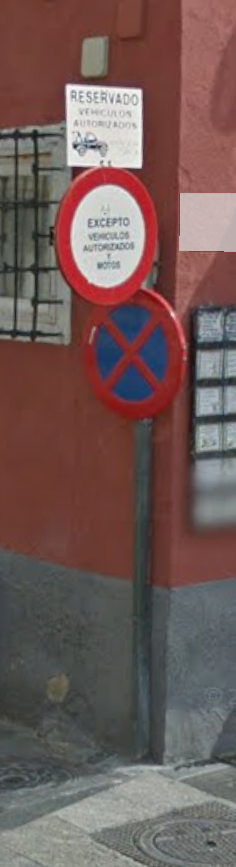 RESERVADO
VEHICULOS
AUTORIZADOS
EXCEPTO
VEHICULOS
AUTORIZADOS
Y
MOTOS